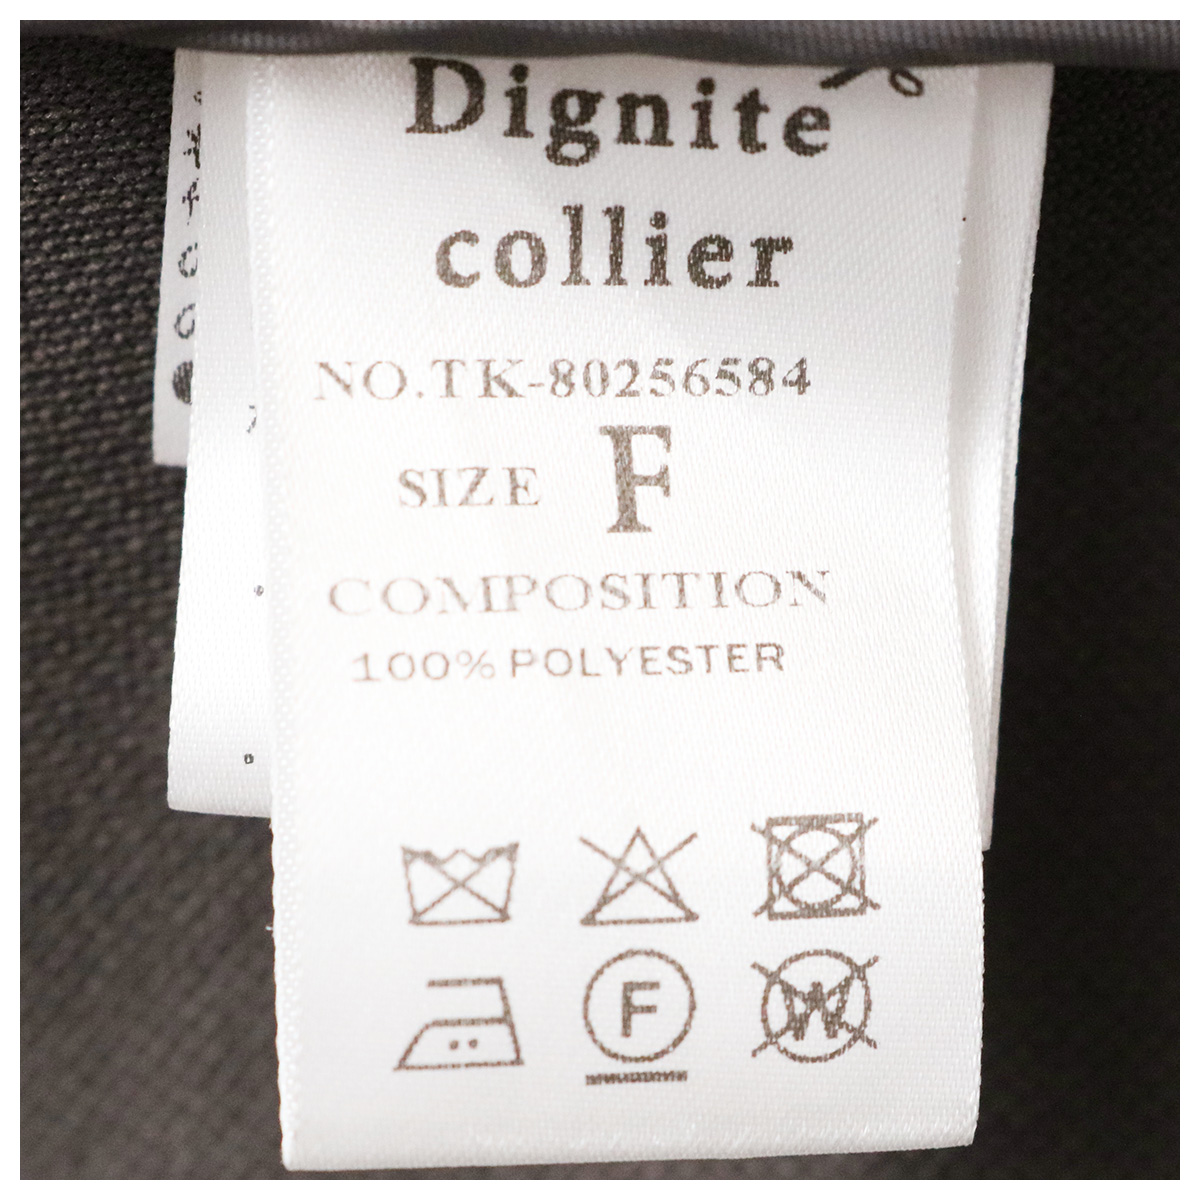 Dignite
collier
NO.TK-80256584
SIZE F
COMPOSITION
100% POLYESTER
F
W